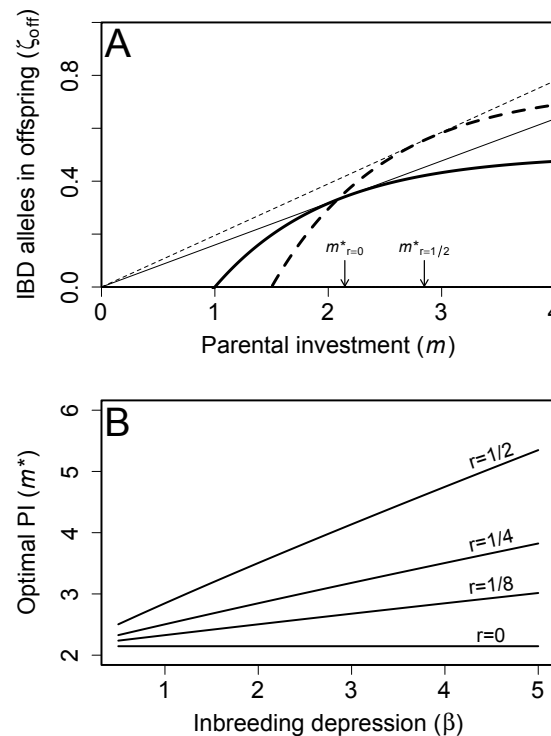 A
IBD alleles in offspring (ζoff)
0.8
0.4
0.0
m*r=0
m*r=1/2
0
1
2
3
4
Parental investment (m)
B
Optimal PI (m*)
6
5
4
3
2
r=1/2
r=1/4
r=1/8
r=0
1
2
3
4
5
Inbreeding depression (β)